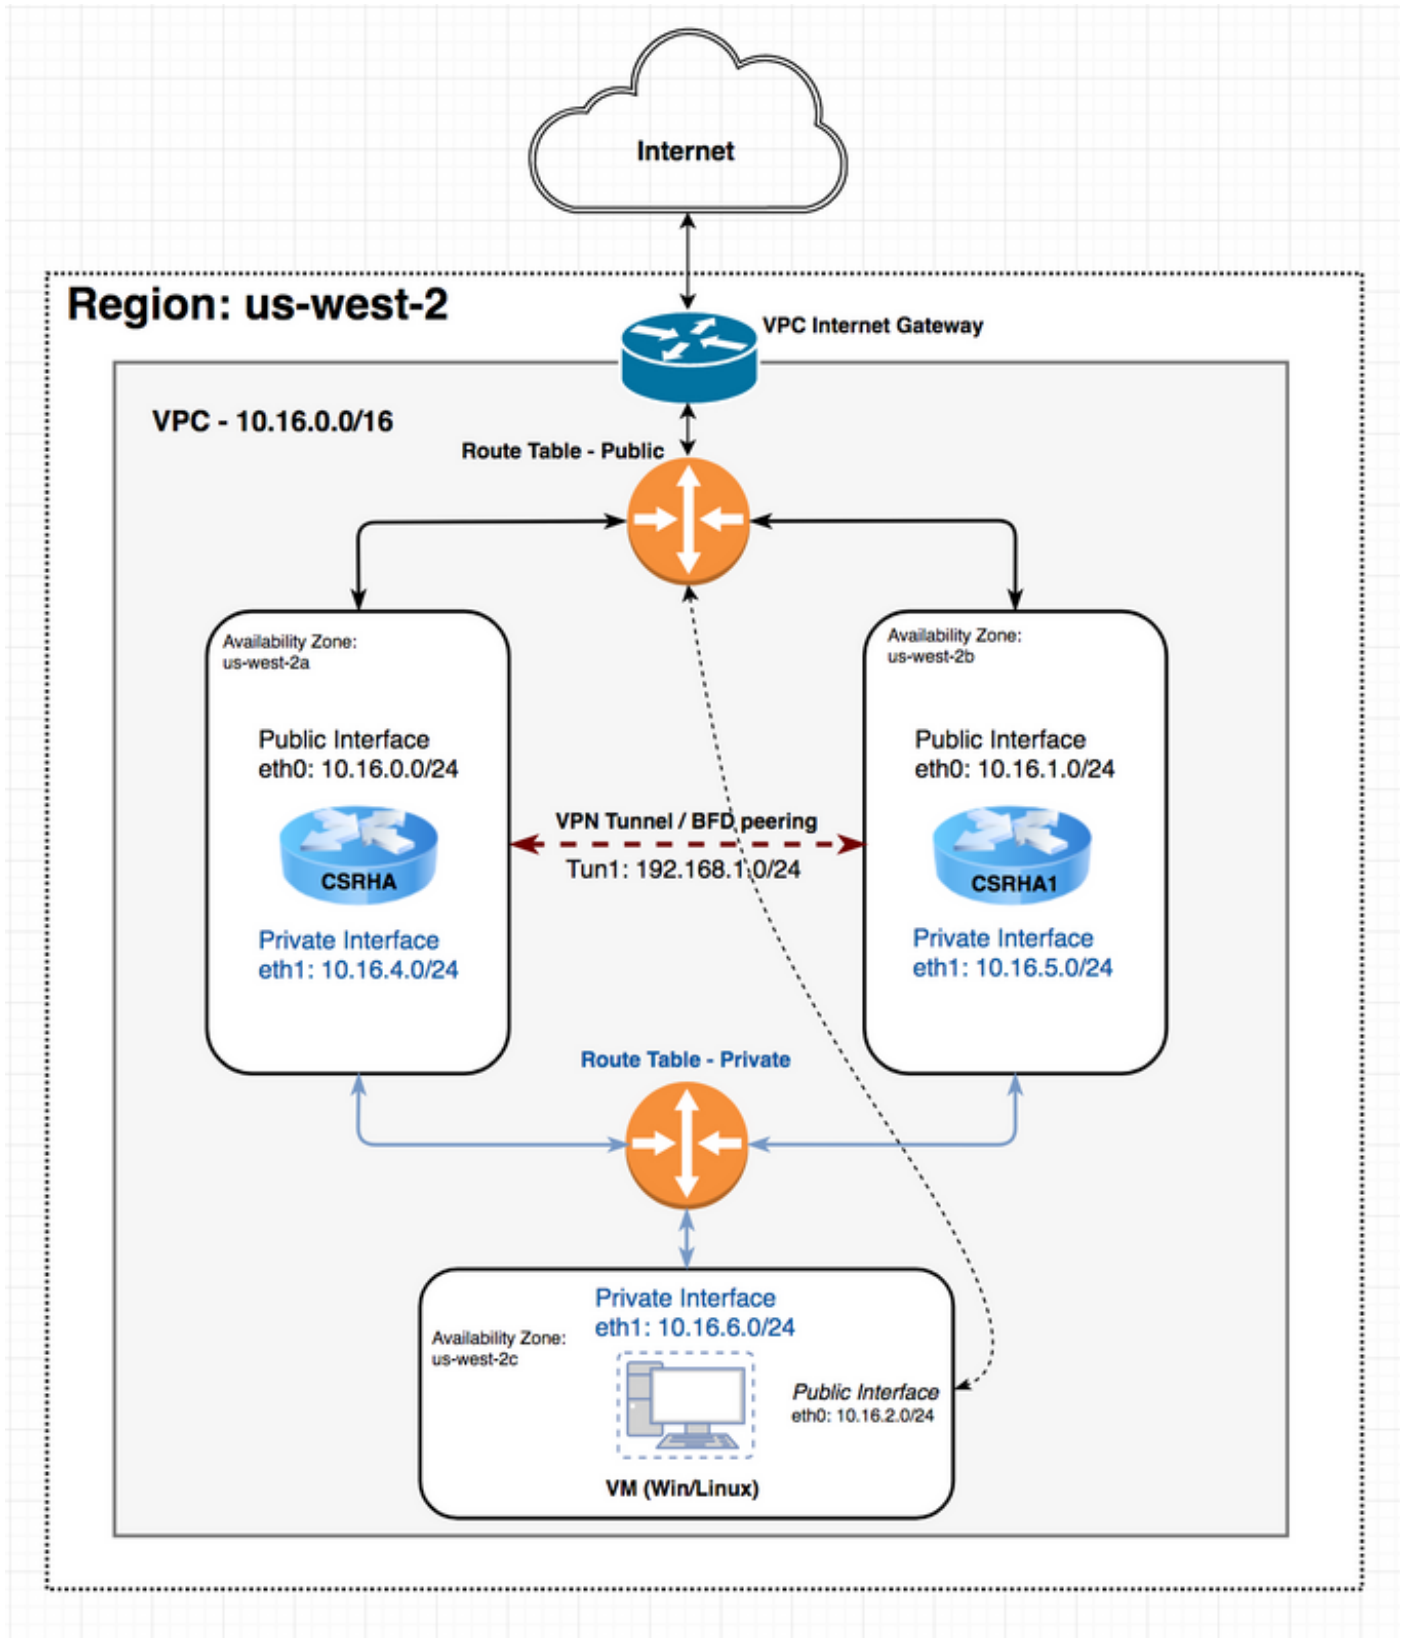 Internet
Region: us-west-2
VPC Internet Gateway
VPC - 10.16.0.0/16
Route Table - Public
Availability Zone:
us-west-2a
Public Interface
eth0: 10.16.0.0/24
CSRHA
Private Interface
eth1: 10.16.4.0/24
VPN Tunnel / BFD peering
Tun1: 192.168.1.0/24
Availability Zone:
us-west-2b
Public Interface
eth0: 10.16.1.0/24
CSRHA1
Private Interface
eth1: 10.16.5.0/24
Route Table - Private
Private Interface
eth1: 10.16.6.0/24
Availability Zone:
us-west-2c
Public Interface
eth0: 10.16.2.0/24
VM (Win/Linux)